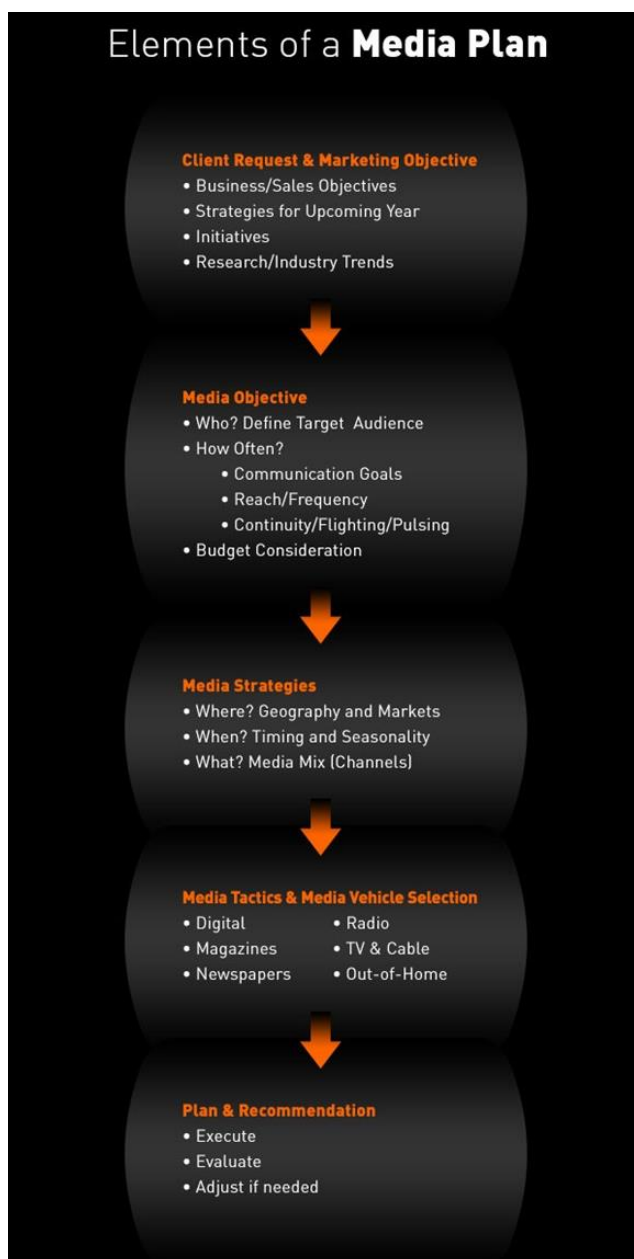 Elements of a Media Plan
Client Request & Marketing Objective
• Business/Sales Objectives
• Strategies for Upcoming Year
• Initiatives
• Research/Industry Trends
Media Objective
• Who? Define Target Audience
• How Often?
• Communication Goals
• Reach/Frequency
• Continuity/Flighting/Pulsing
• Budget Consideration
Media Strategies
• Where? Geography and Markets
• When? Timing and Seasonality
• What? Media Mix (Channels)
Media Tactics & Media Vehicle Selection
• Digital
• Magazines
• Newspapers
• Radio
• TV & Cable
• Out-of-Home
Plan & Recommendation
• Execute
• Evaluate
• Adjust if needed